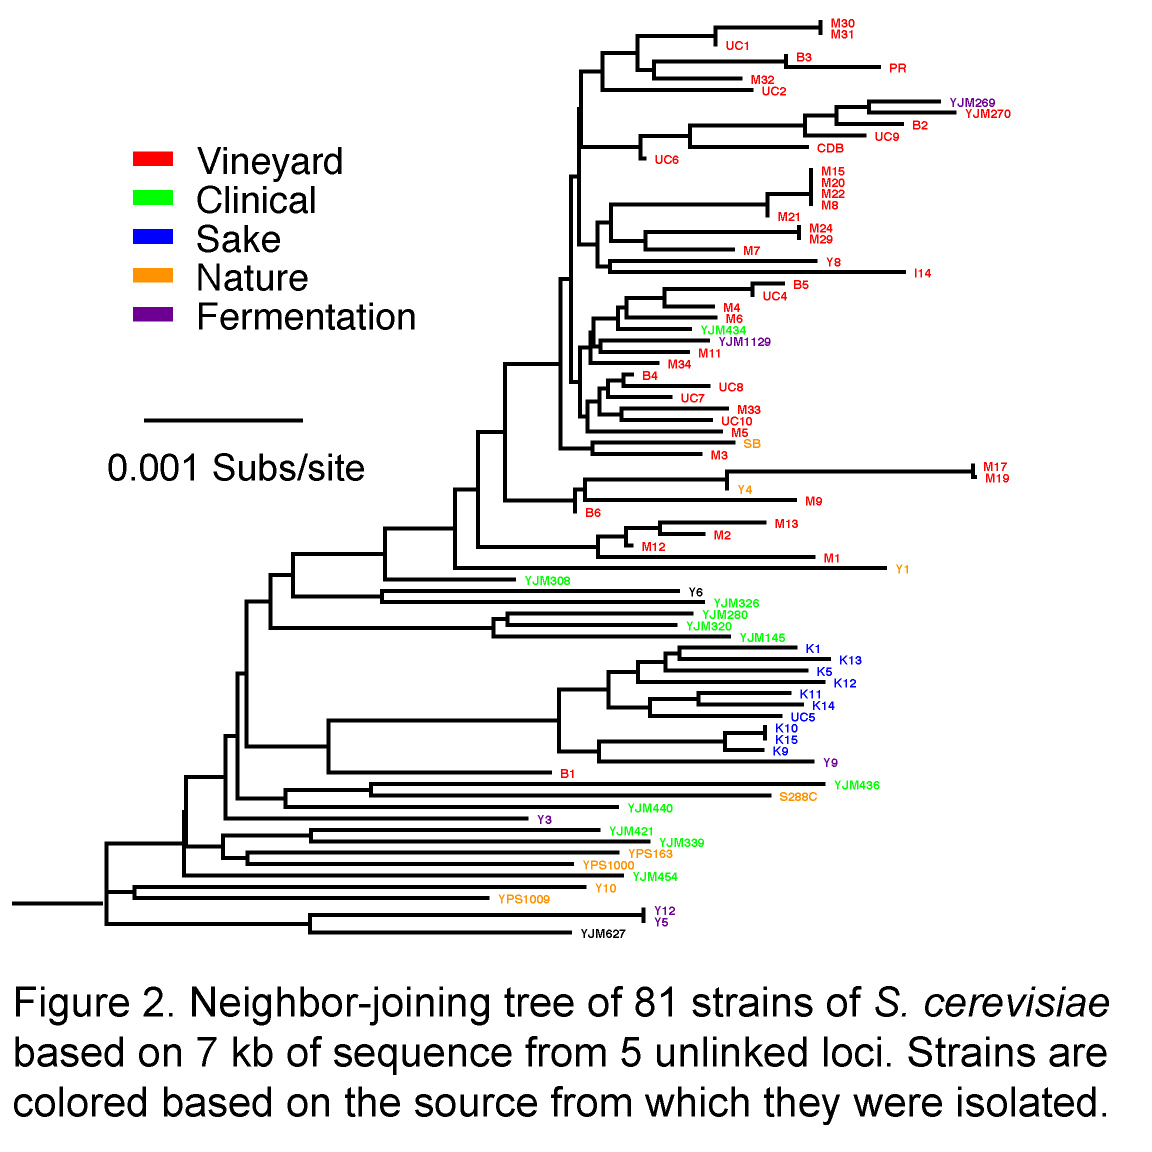 M30
M31
UC1
B3
PR
M32
UC2
YJM269
YJM270
B2
UC9
CDB
UC6
Vineyard
Clinical
Sake
Nature
Fermentation
M15
M20
M22
M8
M21
M24
M29
M7
Y8
I14
B5
UC4
M4
M6
YJM434
YJM1129
M11
M34
B4
UC8
UC7
M33
UC10
M5
SB
M3
0.001 Subs/site
M17
M19
Y4
M9
B6
M13
M2
M12
M1
Y1
YJM308
Y6
YJM326
YJM280
YJM320
YJM145
K1
K13
K5
K12
K11
K14
UC5
K10
K15
K9
Y9
B1
YJM436
S288C
YJM440
Y3
YJM421
YJM339
YPS163
YPS1000
YJM454
Y10
YPS1009
Y12
Y5
YJM627
Figure 2. Neighbor-joining tree of 81 strains of S. cerevisiae
based on 7 kb of sequence from 5 unlinked loci. Strains are
colored based on the source from which they were isolated.